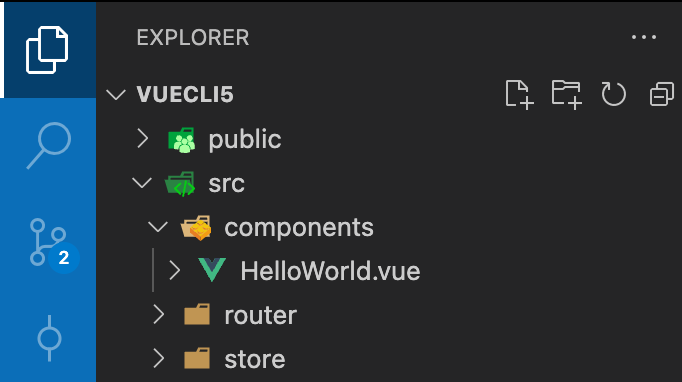 EXPLORER
VUECLI5
public
src
components
HelloWorld.vue
router
store
2